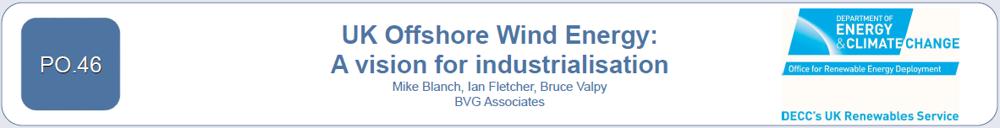 PO.46
UK Offshore Wind Energy:
A vision for industrialisation
Mike Blanch, Ian Fletcher, Bruce Valpy
BVG Associates
DEPARTMENT OF
ENERGY
&CLIMATE CHANGE
Office for Renewable Energy Deployment
DECC's UK Renewables Service